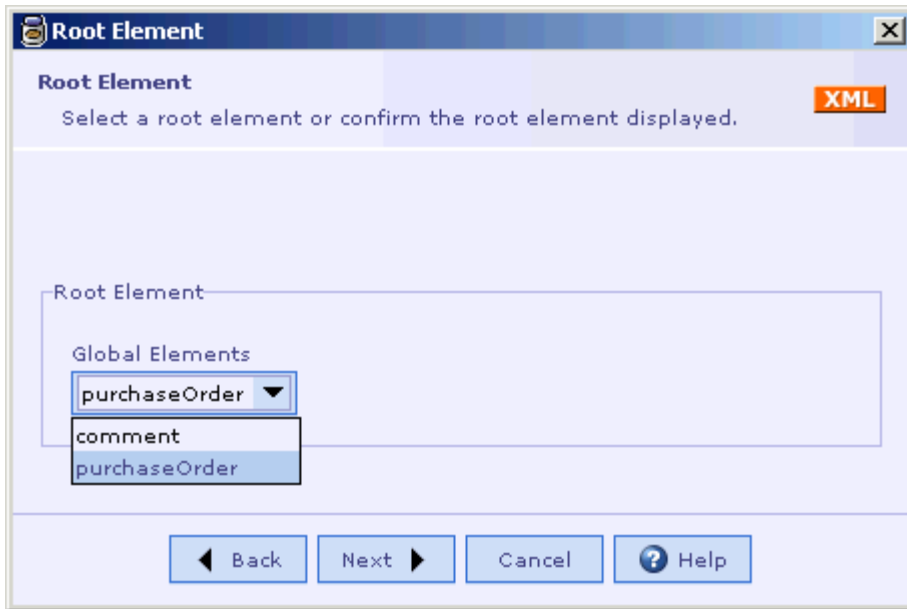 Root Element
Root Element
Select a root element or confirm the root element displayed.
XML
Root Element
Global Elements
purchaseOrder
comment
purchaseOrder
Back Next Cancel ? Help